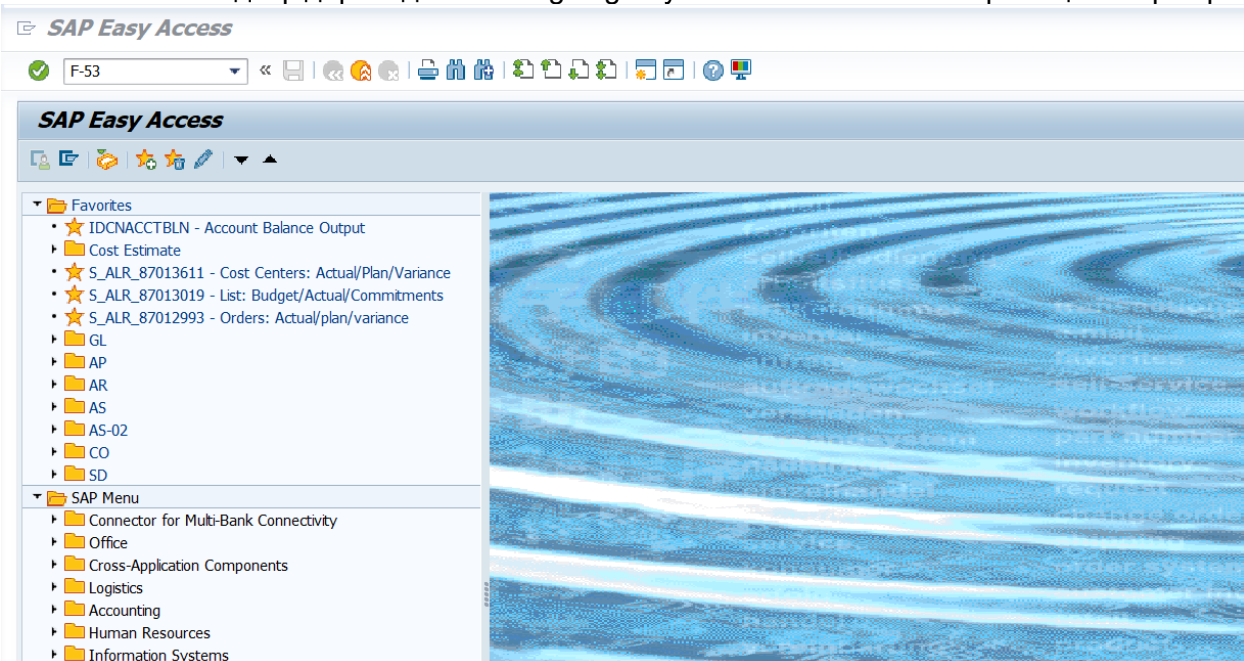 SAP Easy Access
F-53
SAP Easy Access
Favorites
IDCNACCTBLN - Account Balance Output
Cost Estimate
S_ALR_87013611 - Cost Centers: Actual/Plan/Variance
S_ALR_87013019 - List: Budget/Actual/Commitments
S_ALR_87012993 - Orders: Actual/plan/variance
GL
AP
AR
AS
AS-02
CO
SD
SAP Menu
Connector for Multi-Bank Connectivity
Office
Cross-Application Components
Logistics
Accounting
Human Resources
Information Systems